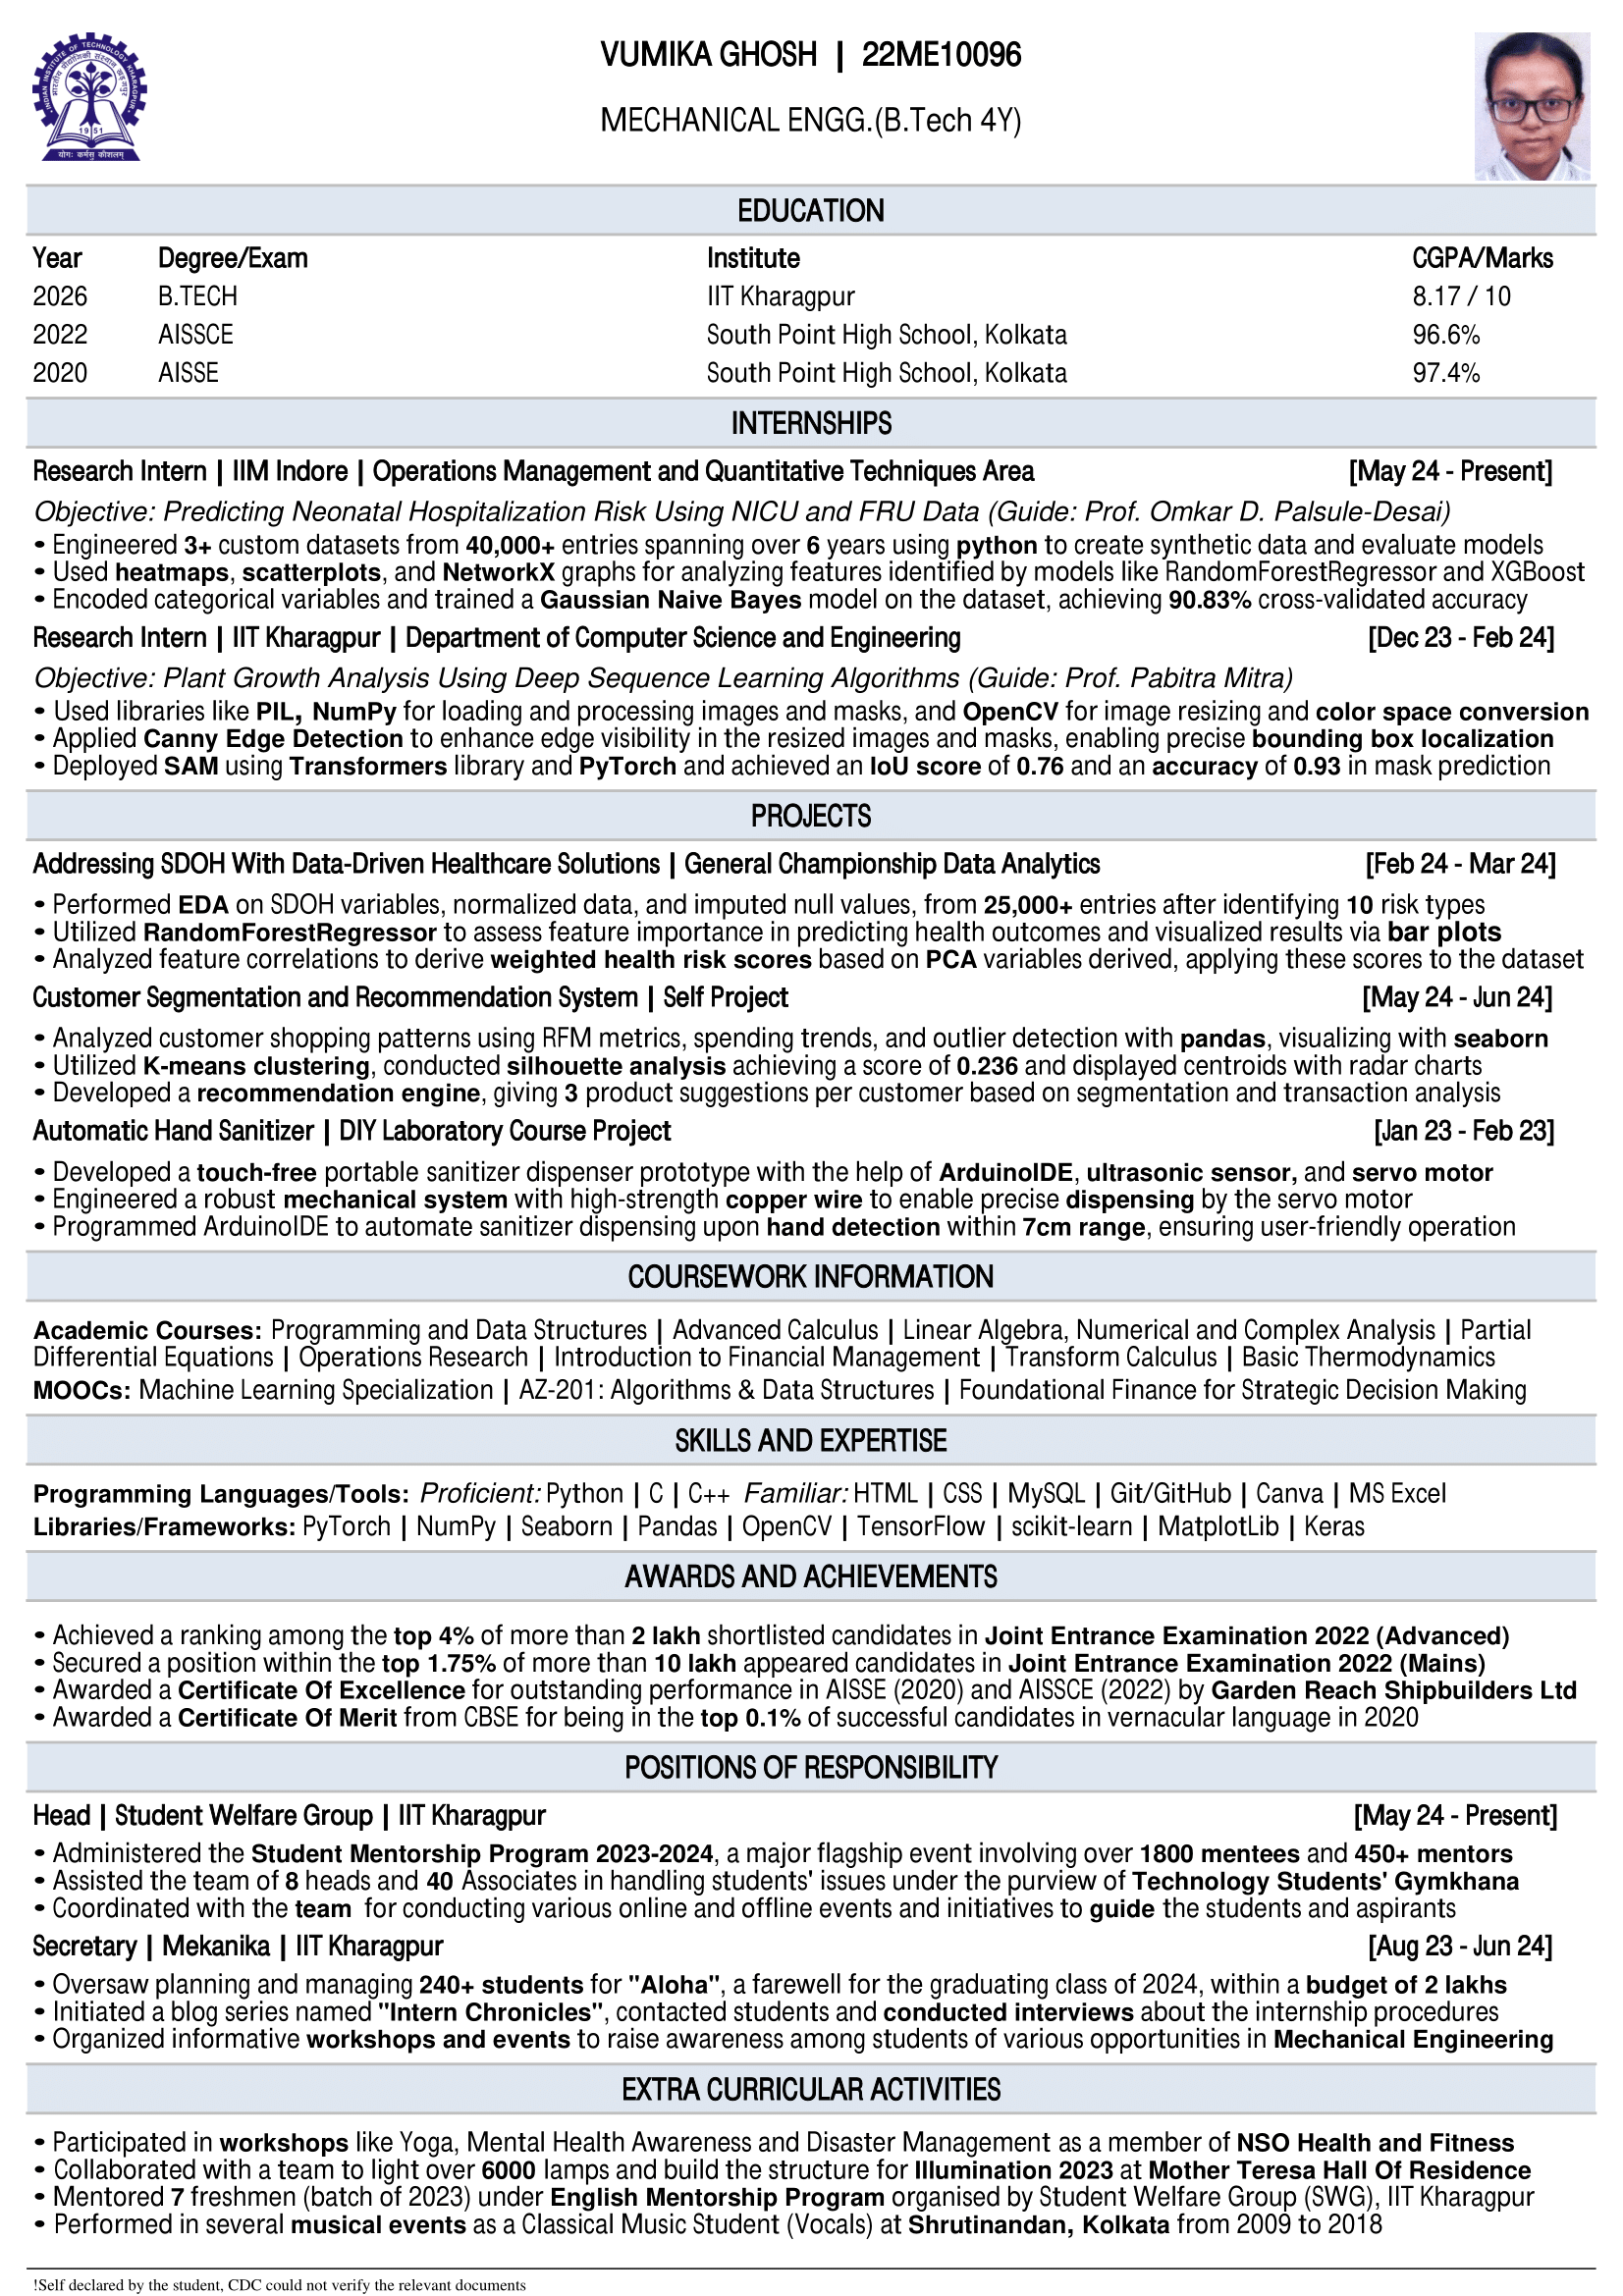 INDIAN INSTITUTE OF TECHNOLOGY KHARAGPUR
भारतीय प्रौद्योगिकी संस्थान खड़गपुर
1951
योगः कर्मसु कौशलम्
VUMIKA GHOSH | 22ME10096
MECHANICAL ENGG.(B.Tech 4Y)
EDUCATION
Year Degree/Exam Institute CGPA/Marks
2026 B.TECH IIT Kharagpur 8.17 / 10
2022 AISSCE South Point High School, Kolkata 96.6%
2020 AISSE South Point High School, Kolkata 97.4%
INTERNSHIPS
Research Intern | IIM Indore | Operations Management and Quantitative Techniques Area [May 24 - Present]
Objective: Predicting Neonatal Hospitalization Risk Using NICU and FRU Data (Guide: Prof. Omkar D. Palsule-Desai)
• Engineered 3+ custom datasets from 40,000+ entries spanning over 6 years using python to create synthetic data and evaluate models
• Used heatmaps, scatterplots, and NetworkX graphs for analyzing features identified by models like RandomForestRegressor and XGBoost
• Encoded categorical variables and trained a Gaussian Naive Bayes model on the dataset, achieving 90.83% cross-validated accuracy
Research Intern | IIT Kharagpur | Department of Computer Science and Engineering [Dec 23 - Feb 24]
Objective: Plant Growth Analysis Using Deep Sequence Learning Algorithms (Guide: Prof. Pabitra Mitra)
• Used libraries like PIL, NumPy for loading and processing images and masks, and OpenCV for image resizing and color space conversion
• Applied Canny Edge Detection to enhance edge visibility in the resized images and masks, enabling precise bounding box localization
• Deployed SAM using Transformers library and PyTorch and achieved an IoU score of 0.76 and an accuracy of 0.93 in mask prediction
PROJECTS
Addressing SDOH With Data-Driven Healthcare Solutions | General Championship Data Analytics [Feb 24 - Mar 24]
• Performed EDA on SDOH variables, normalized data, and imputed null values, from 25,000+ entries after identifying 10 risk types
• Utilized RandomForestRegressor to assess feature importance in predicting health outcomes and visualized results via bar plots
• Analyzed feature correlations to derive weighted health risk scores based on PCA variables derived, applying these scores to the dataset
Customer Segmentation and Recommendation System | Self Project [May 24 - Jun 24]
• Analyzed customer shopping patterns using RFM metrics, spending trends, and outlier detection with pandas, visualizing with seaborn
• Utilized K-means clustering, conducted silhouette analysis achieving a score of 0.236 and displayed centroids with radar charts
• Developed a recommendation engine, giving 3 product suggestions per customer based on segmentation and transaction analysis
Automatic Hand Sanitizer | DIY Laboratory Course Project [Jan 23 - Feb 23]
• Developed a touch-free portable sanitizer dispenser prototype with the help of ArduinoIDE, ultrasonic sensor, and servo motor
• Engineered a robust mechanical system with high-strength copper wire to enable precise dispensing by the servo motor
• Programmed ArduinoIDE to automate sanitizer dispensing upon hand detection within 7cm range, ensuring user-friendly operation
COURSEWORK INFORMATION
Academic Courses: Programming and Data Structures | Advanced Calculus | Linear Algebra, Numerical and Complex Analysis | Partial
Differential Equations | Operations Research | Introduction to Financial Management | Transform Calculus | Basic Thermodynamics
MOOCs: Machine Learning Specialization | AZ-201: Algorithms & Data Structures | Foundational Finance for Strategic Decision Making
SKILLS AND EXPERTISE
Programming Languages/Tools: Proficient: Python | C | C++ Familiar: HTML | CSS | MySQL | Git/GitHub | Canva | MS Excel
Libraries/Frameworks: PyTorch | NumPy | Seaborn | Pandas | OpenCV | TensorFlow | scikit-learn | MatplotLib | Keras
AWARDS AND ACHIEVEMENTS
• Achieved a ranking among the top 4% of more than 2 lakh shortlisted candidates in Joint Entrance Examination 2022 (Advanced)
• Secured a position within the top 1.75% of more than 10 lakh appeared candidates in Joint Entrance Examination 2022 (Mains)
• Awarded a Certificate Of Excellence for outstanding performance in AISSE (2020) and AISSCE (2022) by Garden Reach Shipbuilders Ltd
• Awarded a Certificate Of Merit from CBSE for being in the top 0.1% of successful candidates in vernacular language in 2020
POSITIONS OF RESPONSIBILITY
Head | Student Welfare Group | IIT Kharagpur [May 24 - Present]
• Administered the Student Mentorship Program 2023-2024, a major flagship event involving over 1800 mentees and 450+ mentors
• Assisted the team of 8 heads and 40 Associates in handling students' issues under the purview of Technology Students' Gymkhana
• Coordinated with the team for conducting various online and offline events and initiatives to guide the students and aspirants
Secretary | Mekanika | IIT Kharagpur [Aug 23 - Jun 24]
• Oversaw planning and managing 240+ students for "Aloha", a farewell for the graduating class of 2024, within a budget of 2 lakhs
• Initiated a blog series named "Intern Chronicles", contacted students and conducted interviews about the internship procedures
• Organized informative workshops and events to raise awareness among students of various opportunities in Mechanical Engineering
EXTRA CURRICULAR ACTIVITIES
• Participated in workshops like Yoga, Mental Health Awareness and Disaster Management as a member of NSO Health and Fitness
• Collaborated with a team to light over 6000 lamps and build the structure for Illumination 2023 at Mother Teresa Hall Of Residence
• Mentored 7 freshmen (batch of 2023) under English Mentorship Program organised by Student Welfare Group (SWG), IIT Kharagpur
• Performed in several musical events as a Classical Music Student (Vocals) at Shrutinandan, Kolkata from 2009 to 2018
!Self declared by the student, CDC could not verify the relevant documents